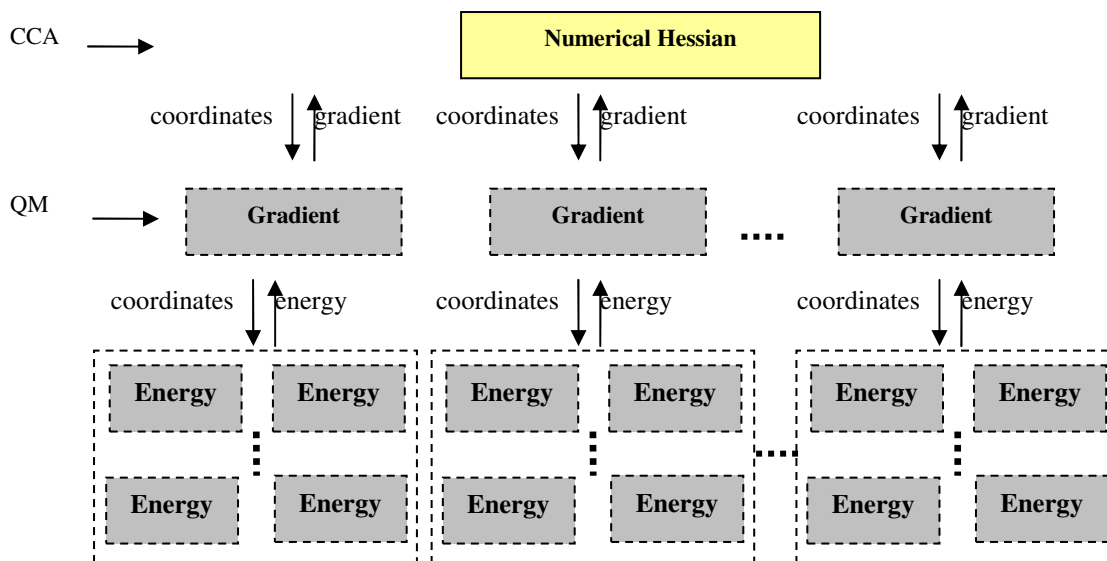 CCA
Numerical Hessian
coordinates gradient coordinates gradient coordinates gradient
QM
Gradient Gradient Gradient
coordinates energy coordinates energy coordinates energy
Energy Energy Energy Energy Energy Energy
Energy Energy Energy Energy Energy Energy